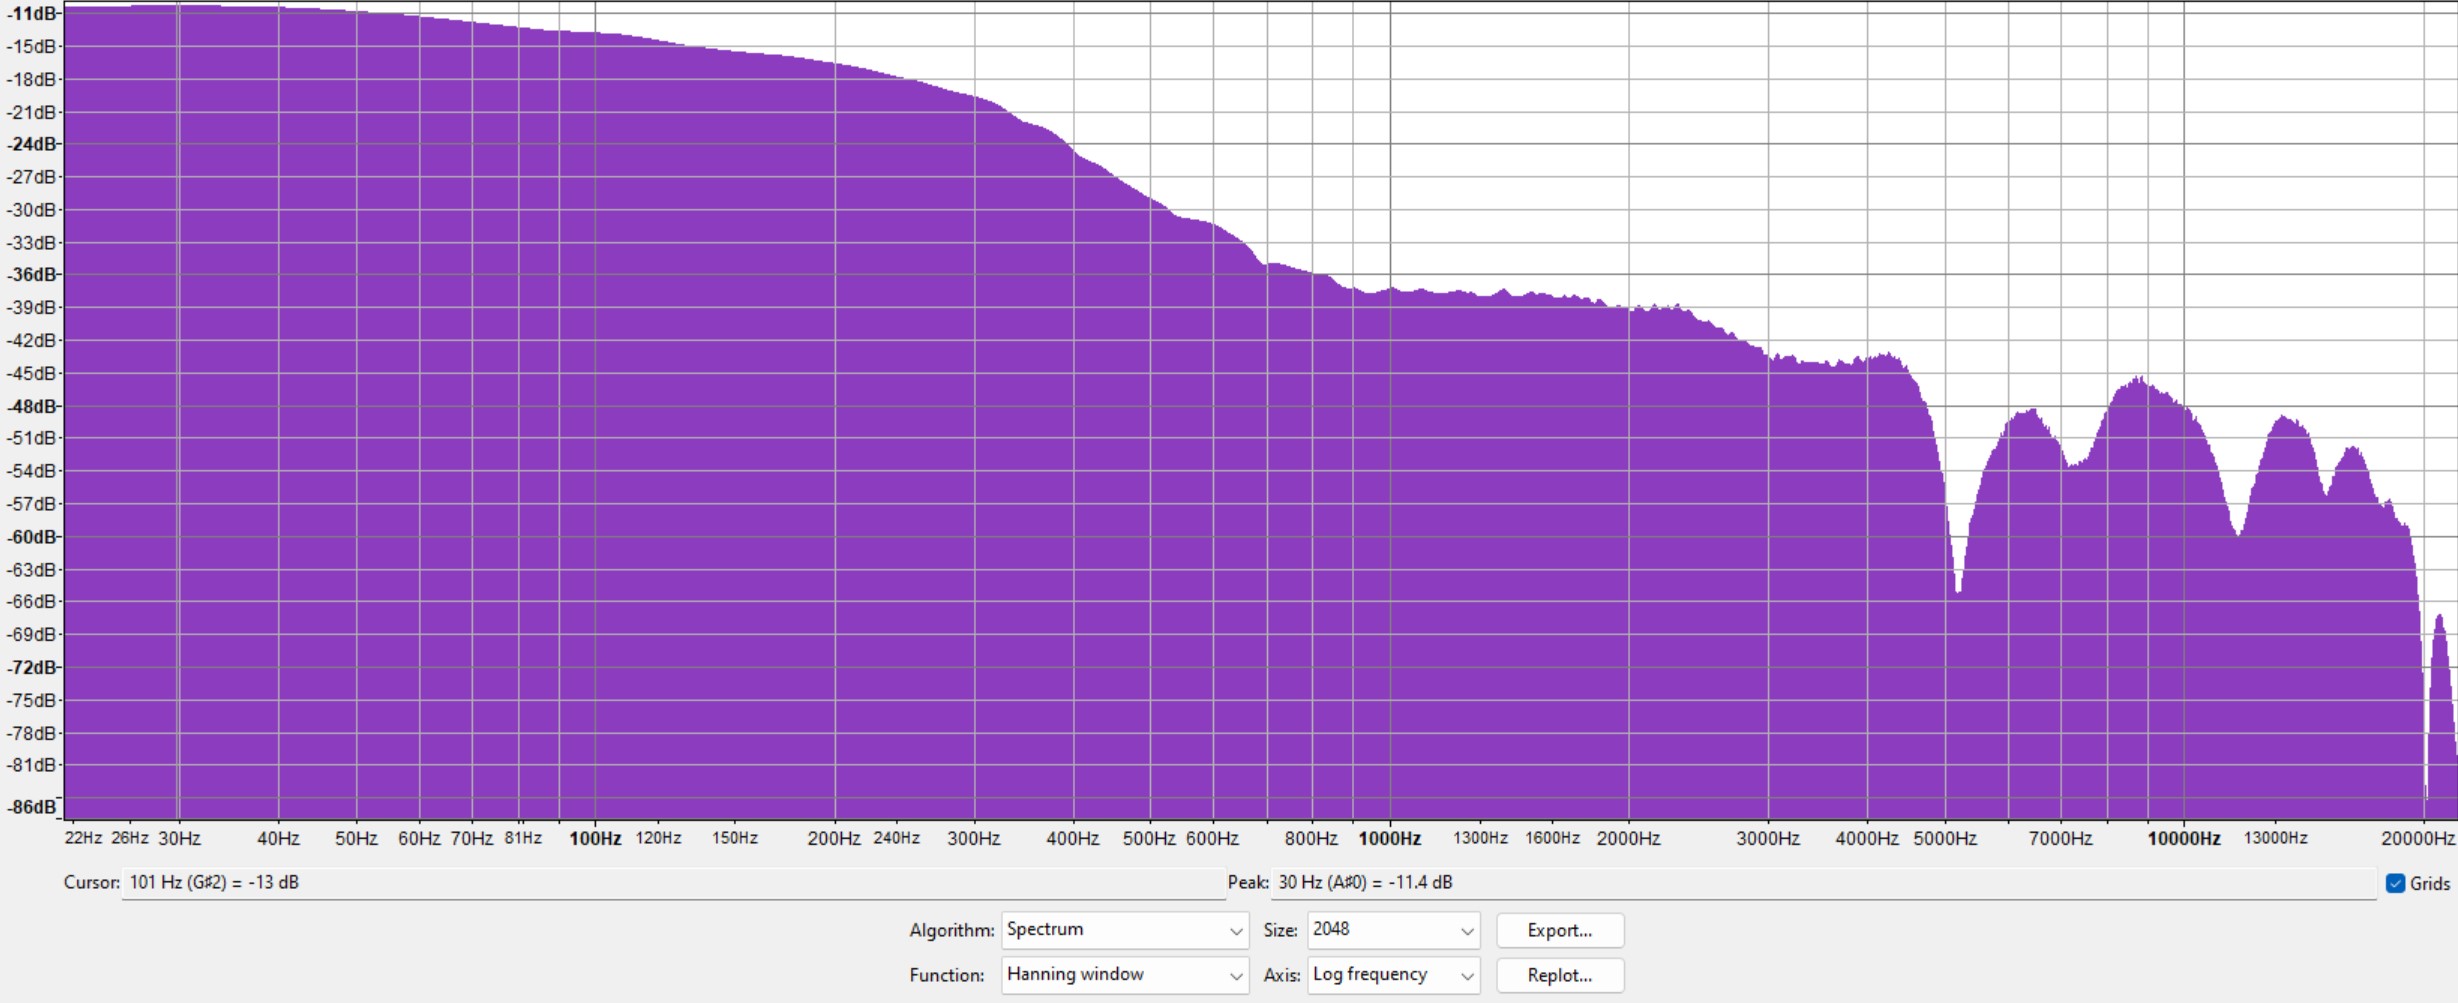 -11dB
-15dB
-18dB
-21dB
-24dB
-27dB
-30dB
-33dB
-36dB
-39dB
-42dB
-45dB
-48dB
-51dB
-54dB
-57dB
-60dB
-63dB
-66dB
-69dB
-72dB
-75dB
-78dB
-81dB
-86dB
22Hz 26Hz 30Hz 40Hz 50Hz 60Hz 70Hz 81Hz 100Hz 120Hz 150Hz 200Hz 240Hz 300Hz 400Hz 500Hz 600Hz 800Hz 1000Hz 1300Hz 1600Hz 2000Hz 3000Hz 4000Hz 5000Hz 7000Hz 10000Hz 13000Hz 20000Hz
Cursor: 101 Hz (G♯2) = -13 dB Peak: 30 Hz (A♯0) = -11.4 dB Grids
Algorithm: Spectrum Size: 2048 Export...
Function: Hanning window Axis: Log frequency Replot...